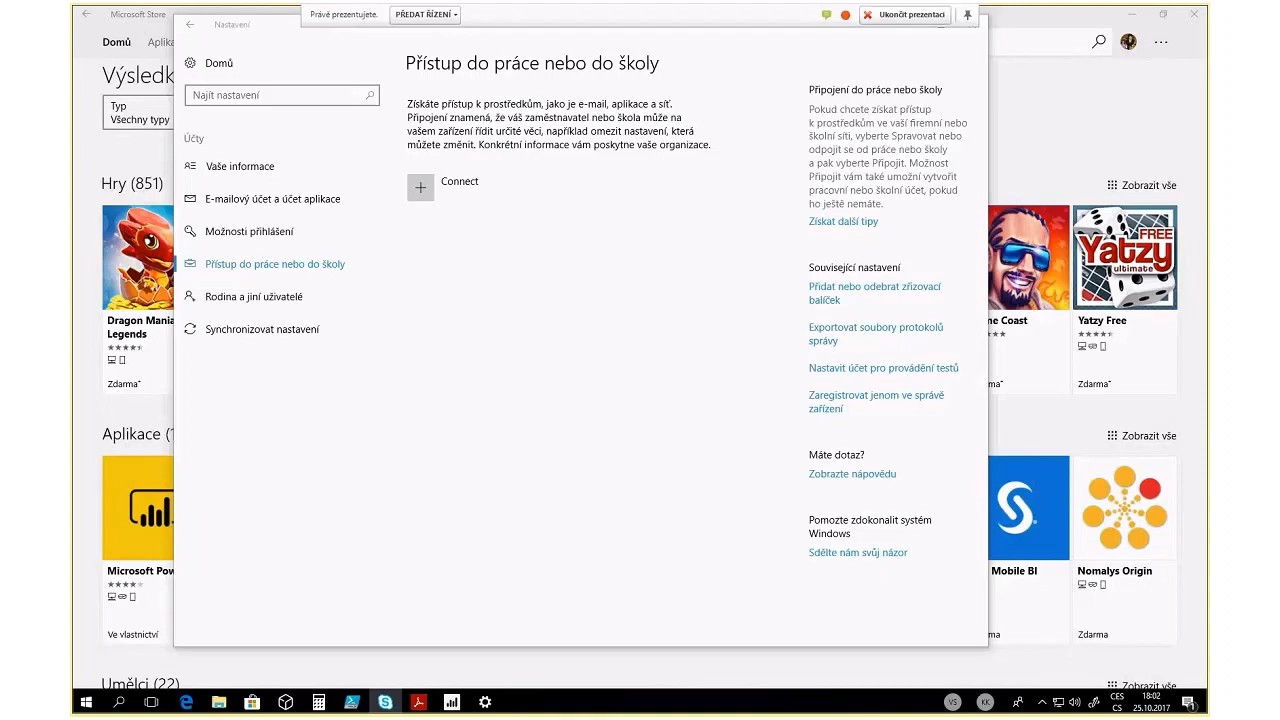 Microsoft Store
Nastavení
Právě prezentujete.
PŘEDAT ŘÍZENÍ
Ukončit prezentaci
Domů
Aplika
Výsledk
Typ
Všechny typy
Hry (851)
Zobrazit vše
Dragon Mania
Legends
Zdarma+
Domů
Najít nastavení
Účty
Vaše informace
E-mailový účet a účet aplikace
Možnosti přihlášení
Přístup do práce nebo do školy
Rodina a jiní uživatelé
Synchronizovat nastavení
Přístup do práce nebo do školy
Získáte přístup k prostředkům, jako je e-mail, aplikace a síť.
Připojení znamená, že váš zaměstnavatel nebo škola může na
vašem zařízení řídit určité věci, například omezit nastavení, která
můžete změnit. Konkrétní informace vám poskytne vaše organizace.
Connect
Připojení do práce nebo do školy
Pokud chcete získat přístup
k prostředkům ve vaší firemní nebo
školní síti, vyberte Spravovat nebo
odpojit se od práce nebo školy
a pak vyberte Připojit. Možnost
Připojit vám také umožní vytvořit
pracovní nebo školní účet, pokud
ho ještě nemáte.
Získat další tipy
Související nastavení
Přidat nebo odebrat zřizovací
balíček
Exportovat soubory protokolů
správy
Nastavit účet pro provádění testů
Zaregistrovat jenom ve správě
zařízení
Máte dotaz?
Zobrazte nápovědu
Pomozte zdokonalit systém
Windows
Sdělte nám svůj názor
FREE
Yatzy
ultimate
me Coast
Yatzy Free
ma+
Zdarma+
Aplikace (1
Zobrazit vše
Microsoft Pow
Ve vlastnictví
Mobile BI
ma
Nomalys Origin
Zdarma
Umělci (22)
Zobrazit vše
VS
KK
CES
CS
18:02
25.10.2017
1